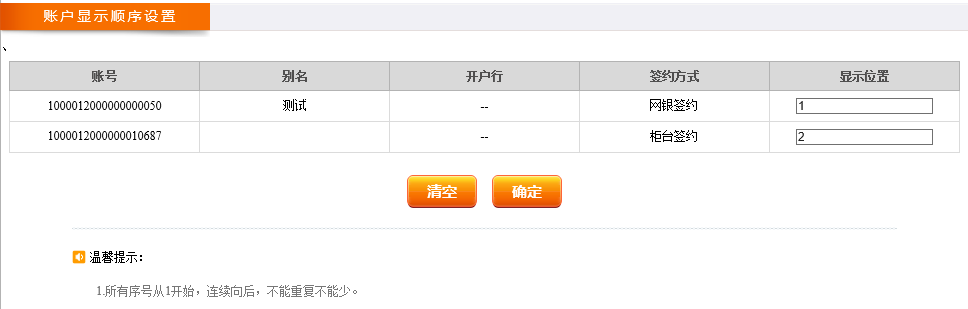 账户显示顺序设置
、
账号 别名 开户行 签约方式 显示位置
1000012000000000050 测试 -- 网银签约 1
1000012000000010687 -- 柜台签约 2
清空 确定
温馨提示：
1.所有序号从1开始，连续向后，不能重复不能少。